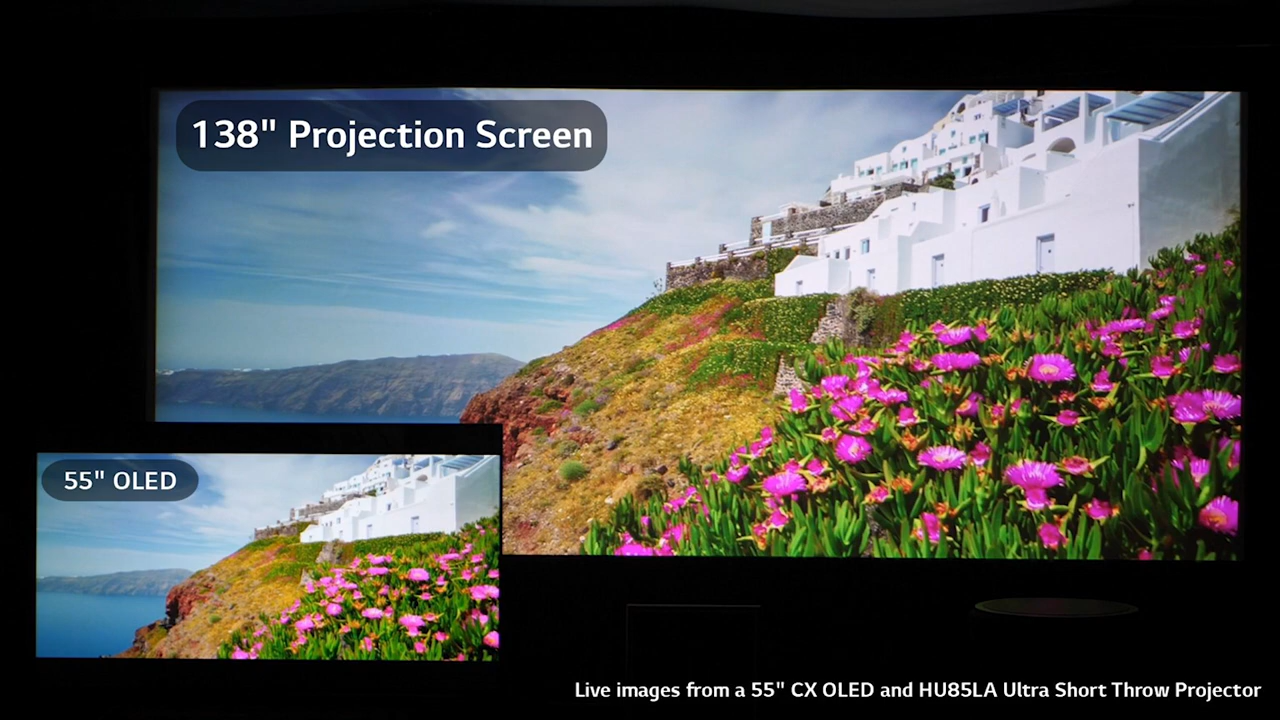 138" Projection Screen
55" OLED
Live images from a 55" CX OLED and HU85LA Ultra Short Throw Projector